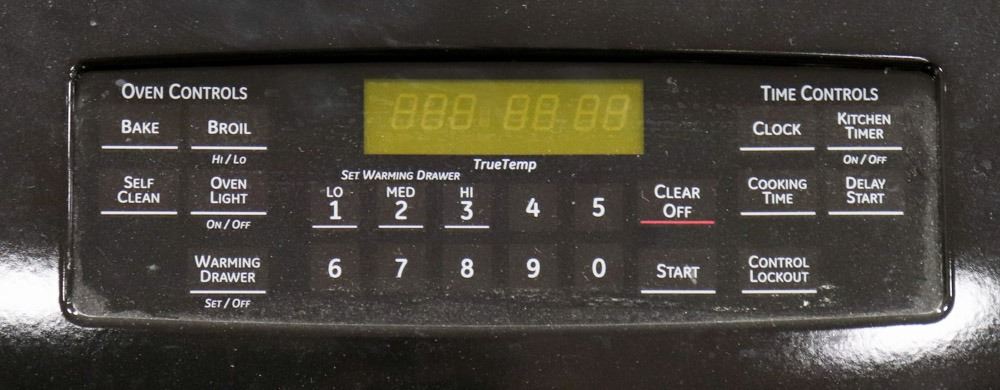 OVEN CONTROLS
BAKE
BROIL
HI / LO
SELF
CLEAN
OVEN
LIGHT
ON / OFF
WARMING
DRAWER
SET / OFF
TrueTemp
SET WARMING DRAWER
LO MED HI
1 2 3 4 5
6 7 8 9 0
CLEAR
OFF
START
TIME CONTROLS
CLOCK
KITCHEN
TIMER
ON / OFF
COOKING
TIME
DELAY
START
CONTROL
LOCKOUT